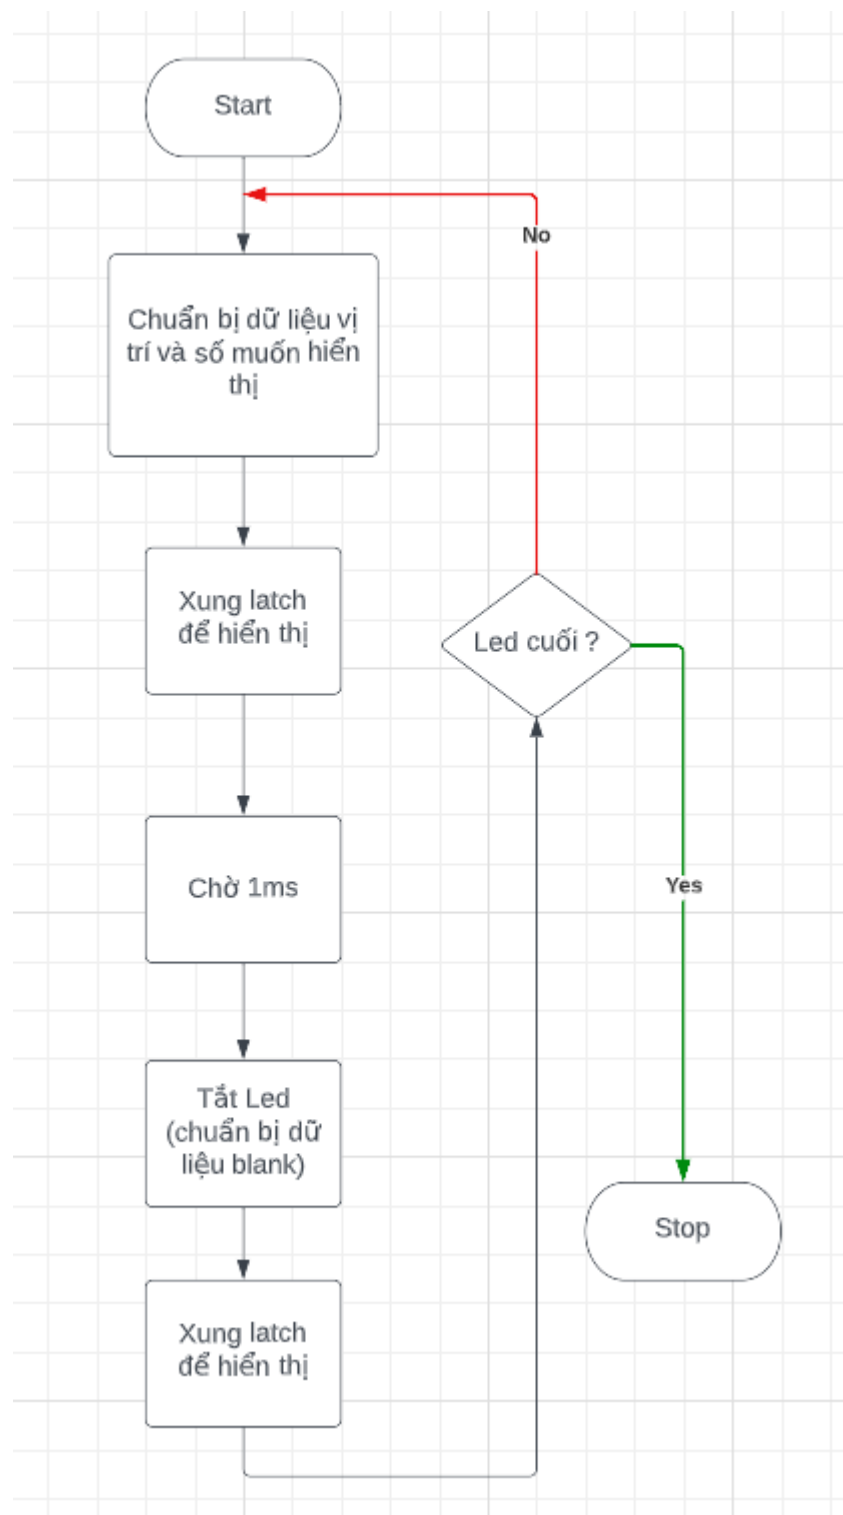 Start
No
Chuẩn bị dữ liệu vị
trí và số muốn hiển
thị
Xung latch
để hiển thị
Led cuối ?
Chờ 1ms
Yes
Tắt Led
(chuẩn bị dữ
liệu blank)
Stop
Xung latch
để hiển thị